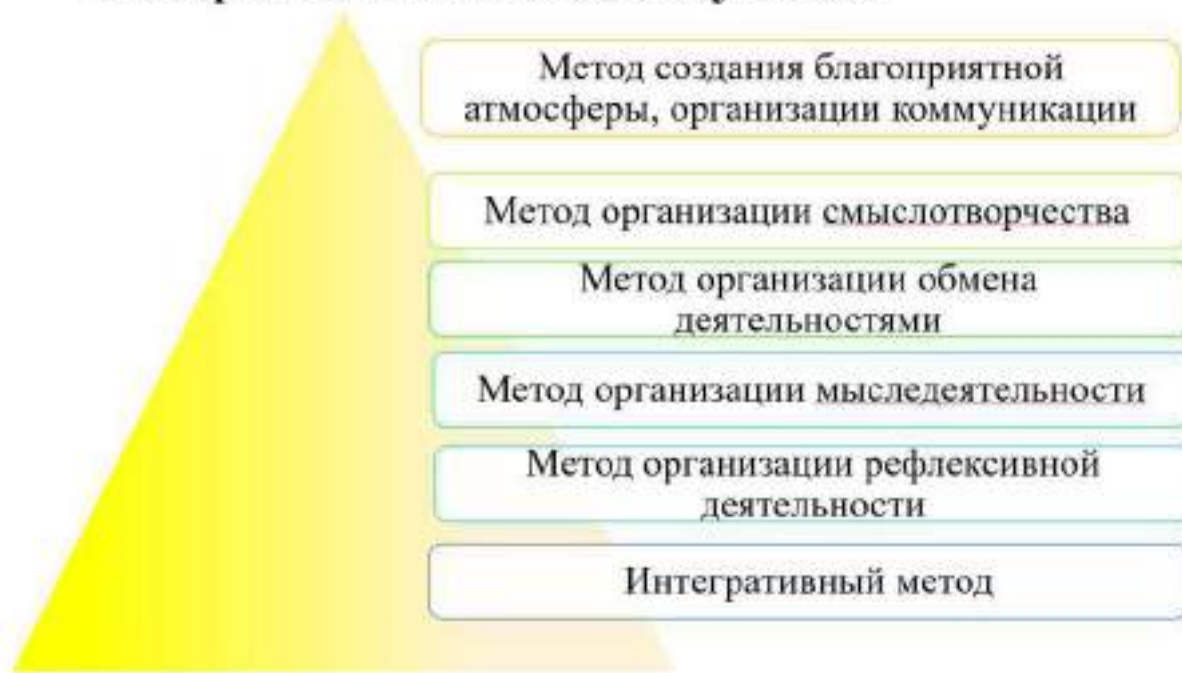 Метод создания благоприятной
атмосферы, организации коммуникации
Метод организации смыслотворчества
Метод организации обмена
деятельностями
Метод организации мыследеятельности
Метод организации рефлексивной
деятельности
Интегративный метод